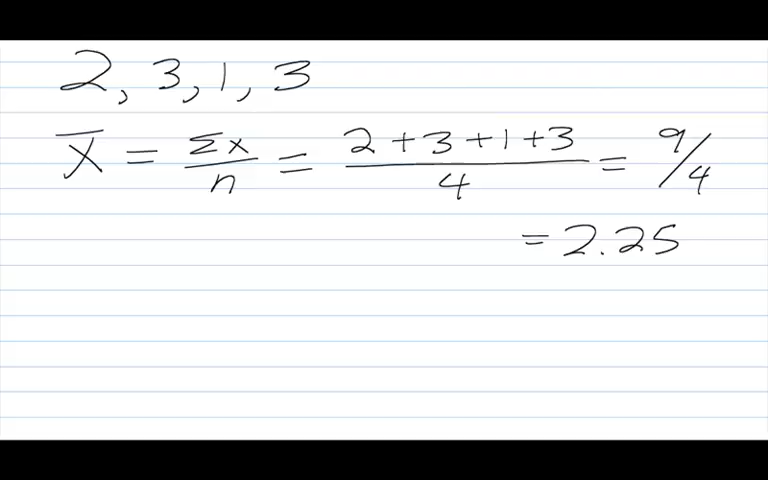 2, 3, 1, 3
x̅ = Σx/n = 2+3+1+3/4 = 9/4
= 2.25